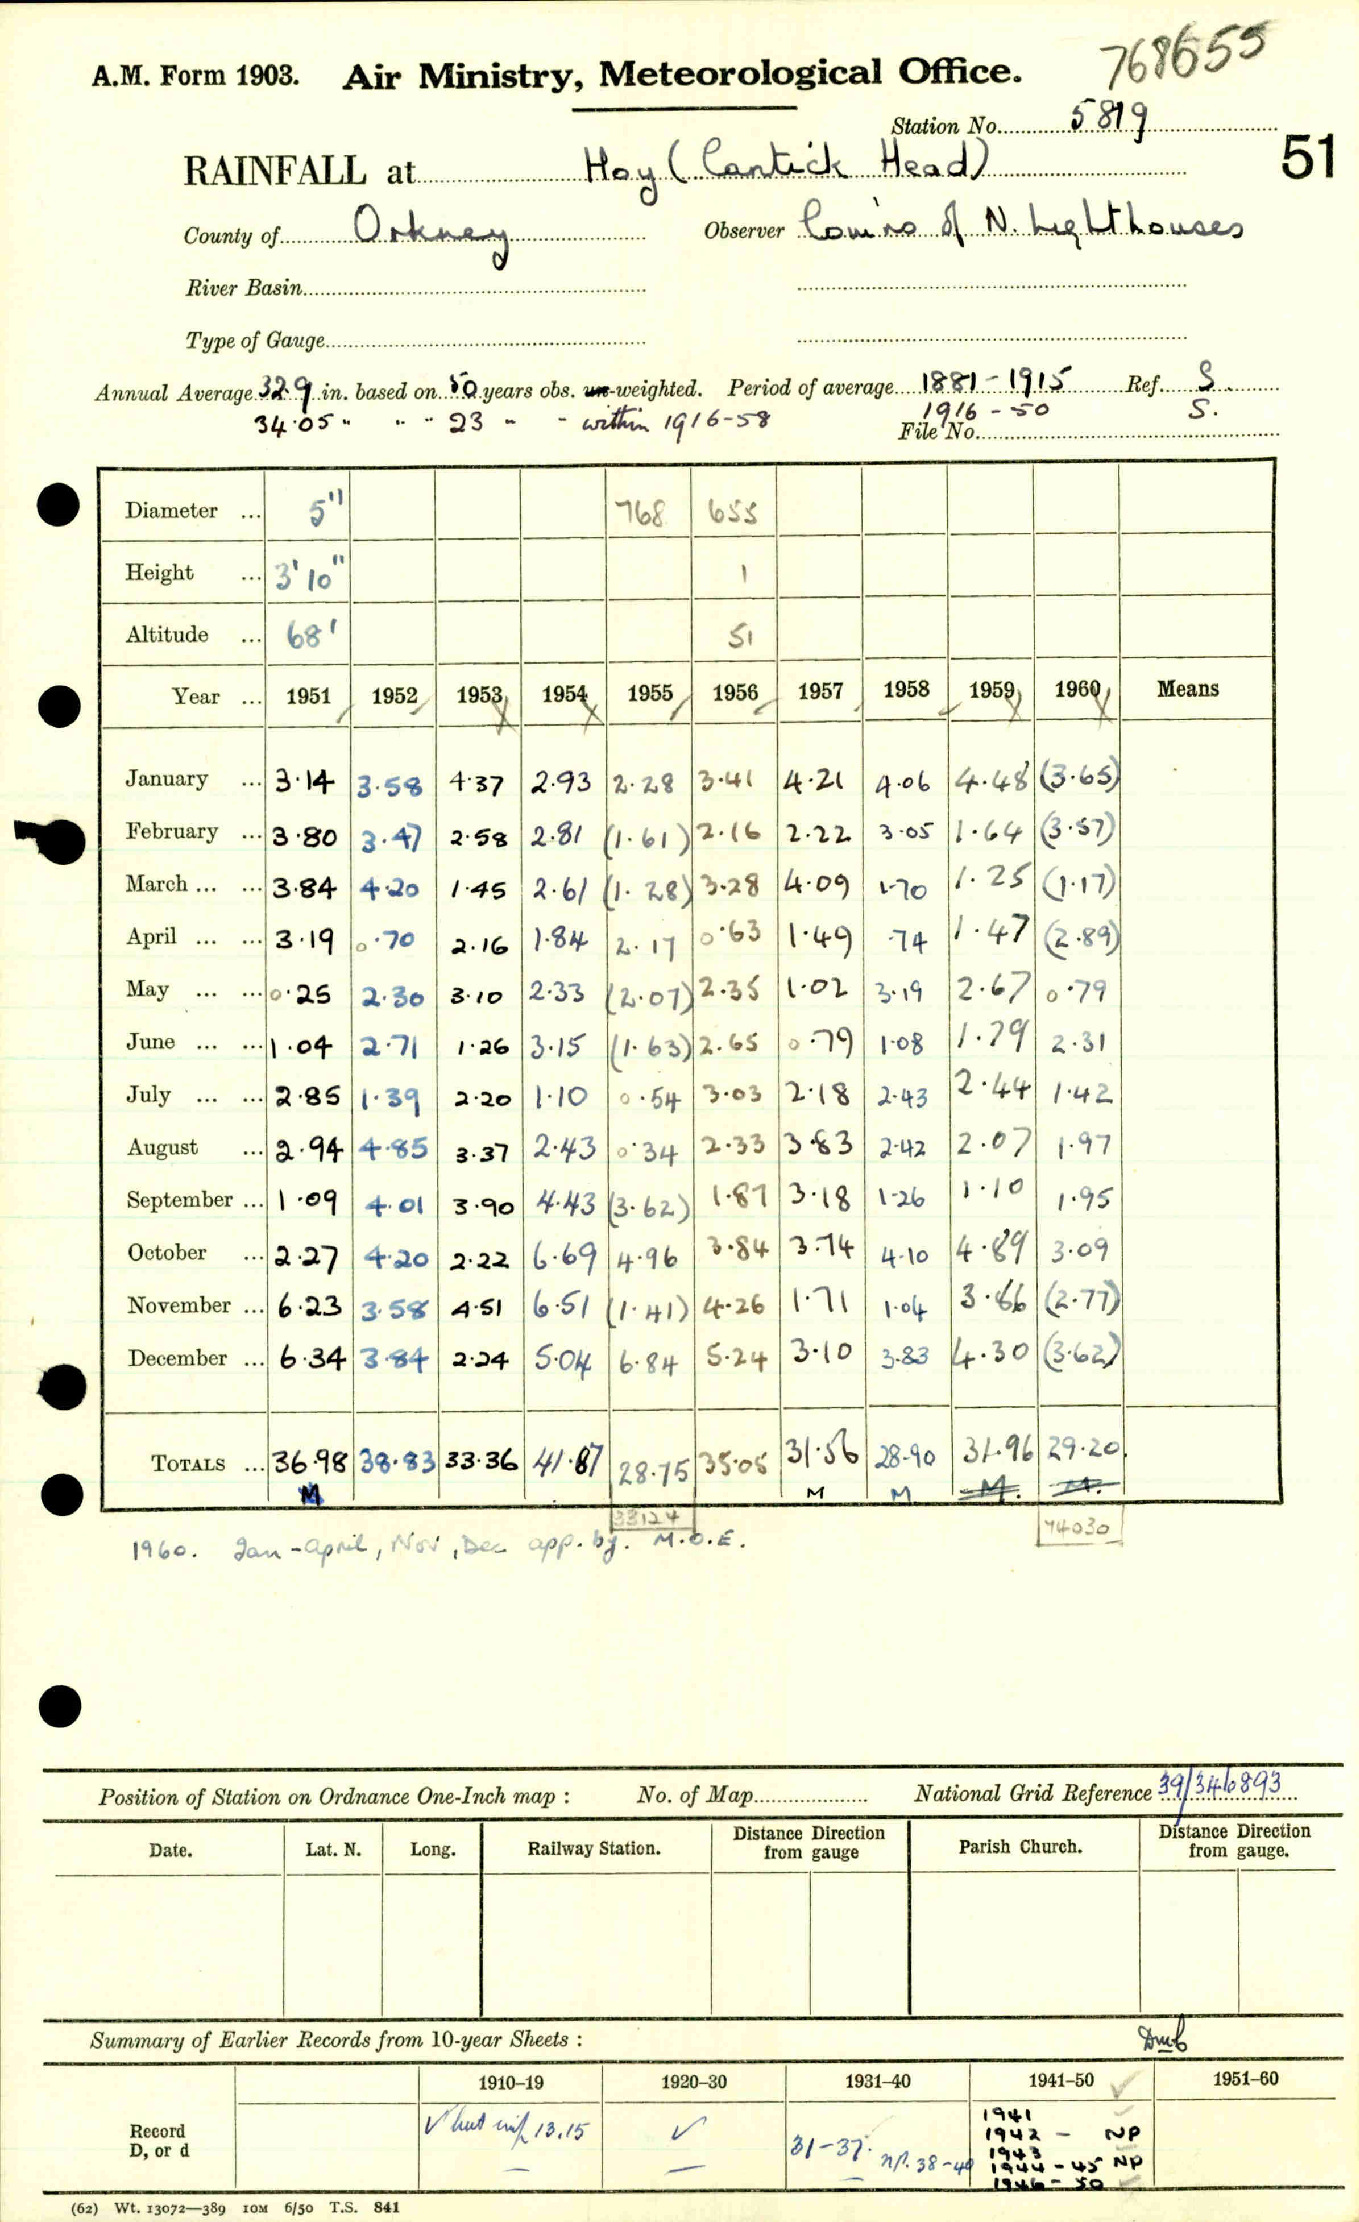 768655
A.M. Form 1903. Air Ministry, Meteorological Office.
Station No. 5819
51
RAINFALL at Hoy (Cantick Head)
County of Orkney Observer Com'rs of N. Lighthouses
River Basin
Type of Gauge
Annual Average 32.9 in. based on 50 years obs. un-weighted. Period of average 1881-1915 Ref. S.
34.05 " " " 23 " " within 1916-58 1916-50 S.
File No.
Diameter ... 5" 768 655
Height ... 3'10" 1
Altitude ... 68' 51
Year ... 1951 1952 1953 1954 1955 1956 1957 1958 1959 1960 Means
January ... 3.14 3.58 4.37 2.93 2.28 3.41 4.21 4.06 4.48 (3.65)
February ... 3.80 3.47 2.58 2.81 (1.61) 2.16 2.22 3.05 1.64 (3.57)
March ... ... 3.84 4.20 1.45 2.61 (1.28) 3.28 4.09 1.70 1.25 (1.17)
April ... ... 3.19 0.70 2.16 1.84 2.17 0.63 1.49 .74 1.47 (2.89)
May ... ... 0.25 2.30 3.10 2.33 (2.07) 2.35 1.02 3.19 2.67 0.79
June ... ... 1.04 2.71 1.26 3.15 (1.63) 2.65 0.79 1.08 1.79 2.31
July ... ... 2.85 1.39 2.20 1.10 0.54 3.03 2.18 2.43 2.44 1.42
August ... 2.94 4.85 3.37 2.43 0.34 2.33 3.83 2.42 2.07 1.97
September ... 1.09 4.01 3.90 4.43 (3.62) 1.87 3.18 1.26 1.10 1.95
October ... 2.27 4.20 2.22 6.69 4.96 3.84 3.74 4.10 4.89 3.09
November ... 6.23 3.58 4.51 6.51 (1.41) 4.26 1.71 1.04 3.86 (2.77)
December ... 6.34 3.84 2.24 5.04 6.84 5.24 3.10 3.83 4.30 (3.62)
TOTALS ... 36.98 38.83 33.36 41.87 28.75 35.05 31.56 28.90 31.96 29.20
M M M M. M.
33124 74030
1960. Jan-April, Nov, Dec app. by. M.O.E.
Position of Station on Ordnance One-Inch map : No. of Map National Grid Reference 39/346893
Date. Lat. N. Long. Railway Station. Distance Direction from gauge Parish Church. Distance Direction from gauge.
Summary of Earlier Records from 10-year Sheets :
1910–19 1920–30 1931–40 1941–50 1951–60
Record
D, or d
✓ but 13.15 ✓ 31-37. np. 38-40
1941
1942 - NP
1943
1944-45 NP
1946-50
(62) Wt. 13072—389 10M 6/50 T.S. 841